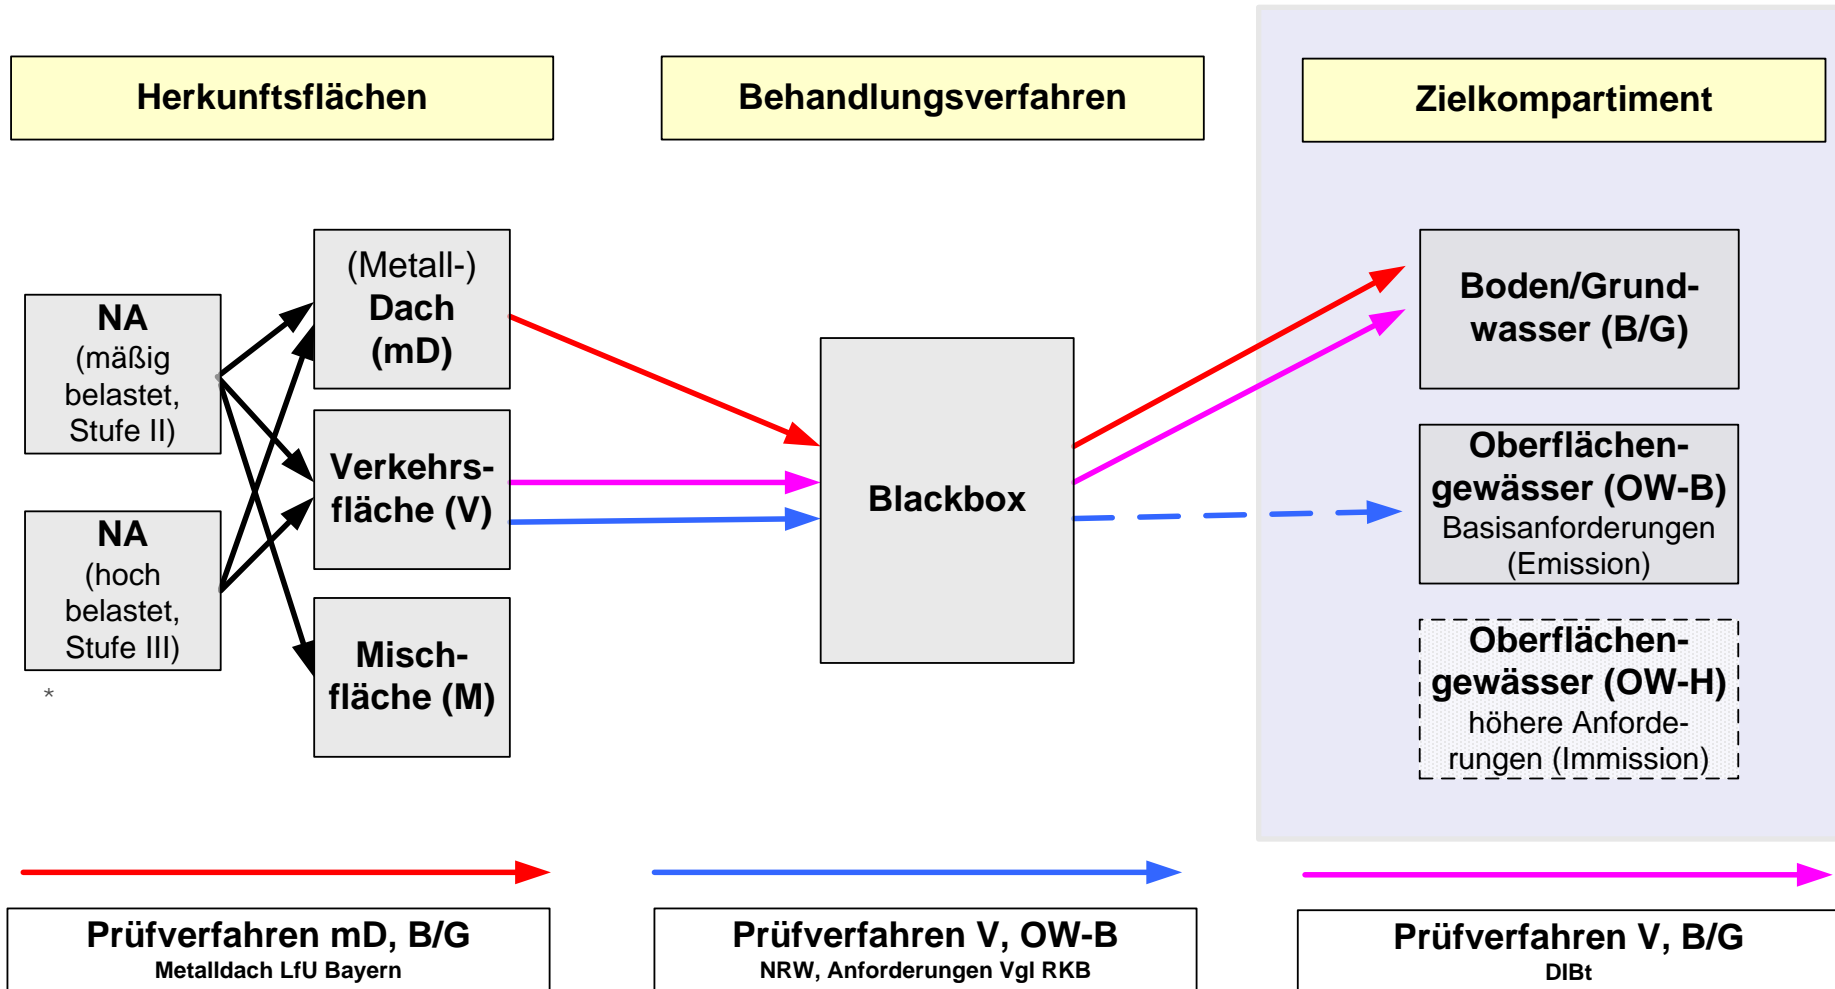 Herkunftsflächen
Behandlungsverfahren
Zielkompartiment
NA
(mäßig
belastet,
Stufe II)
NA
(hoch
belastet,
Stufe III)
*
(Metall-)
Dach
(mD)
Verkehrs-
fläche (V)
Misch-
fläche (M)
Blackbox
Boden/Grund-
wasser (B/G)
Oberflächen-
gewässer (OW-B)
Basisanforderungen
(Emission)
Oberflächen-
gewässer (OW-H)
höhere Anforde-
rungen (Immission)
Prüfverfahren mD, B/G
Metalldach LfU Bayern
Prüfverfahren V, OW-B
NRW, Anforderungen Vgl RKB
Prüfverfahren V, B/G
DIBt